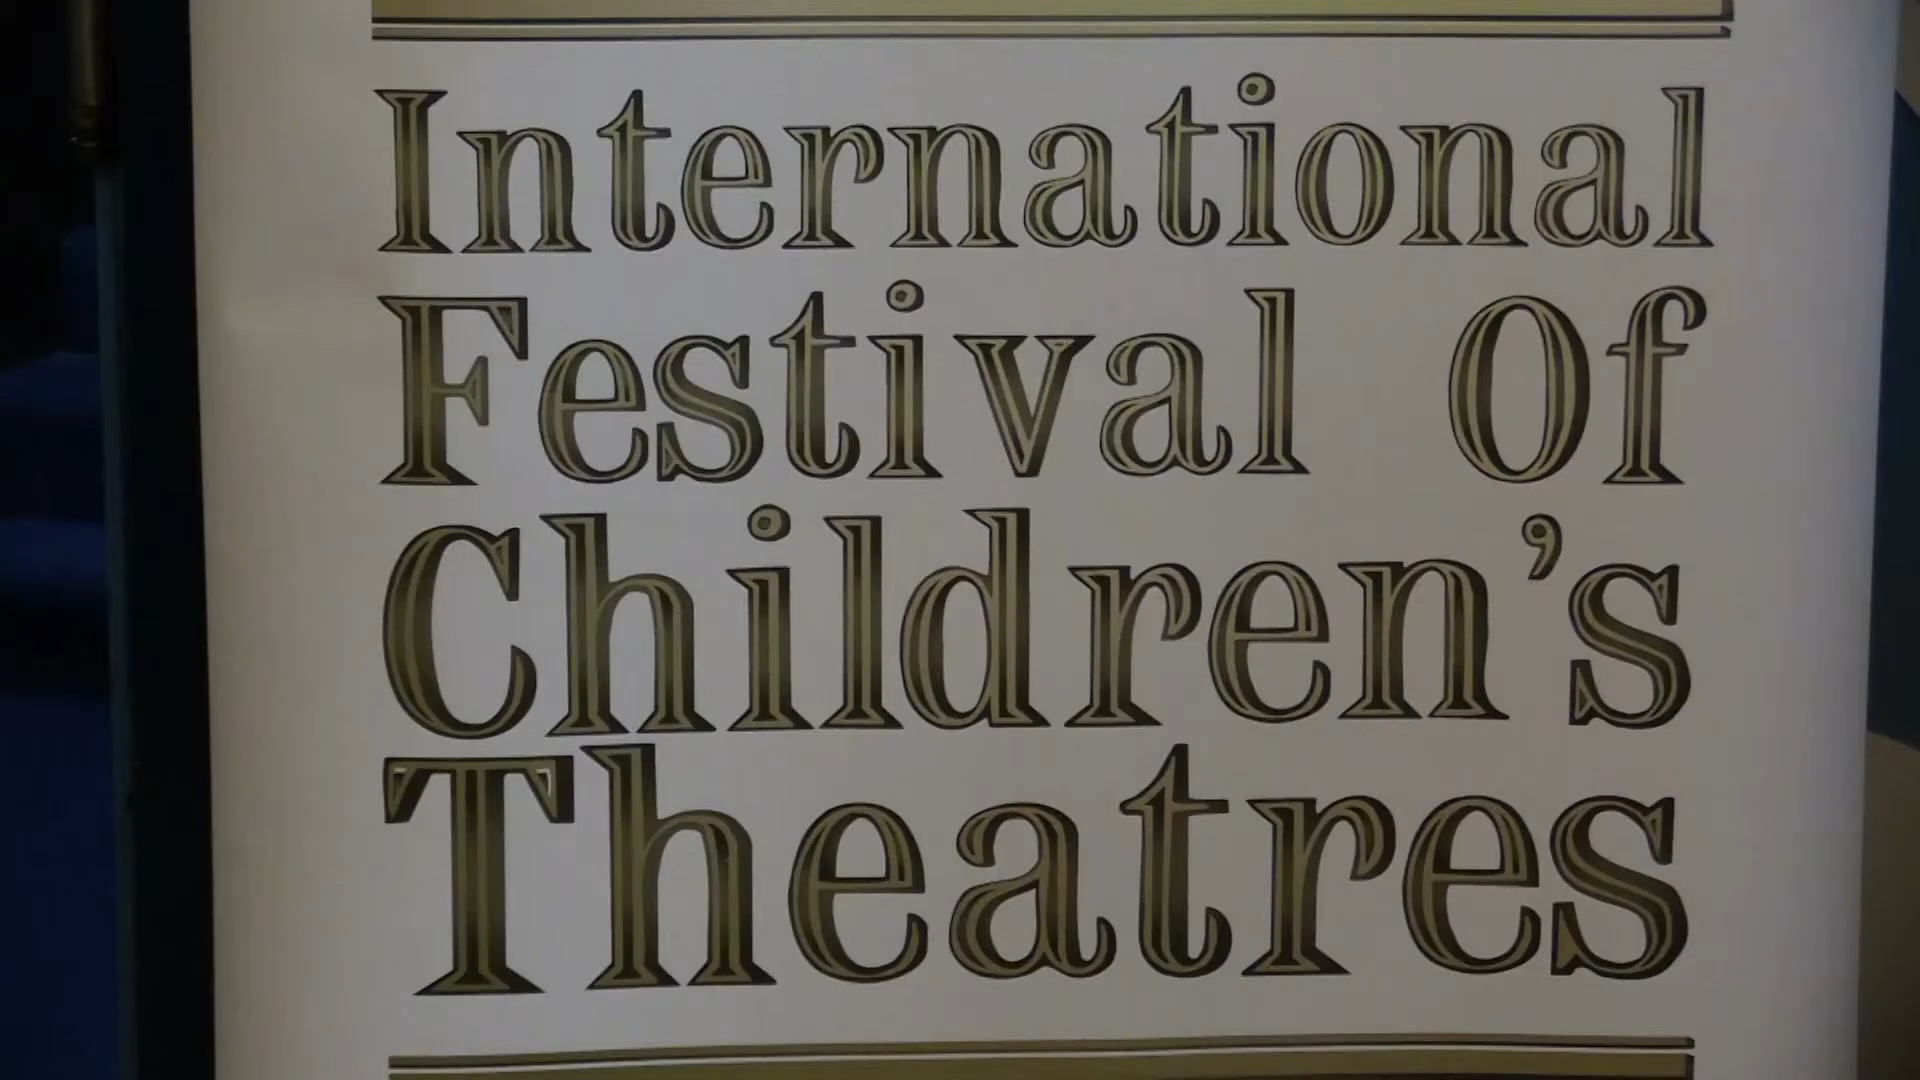 International
Festival Of
Children's
Theatres